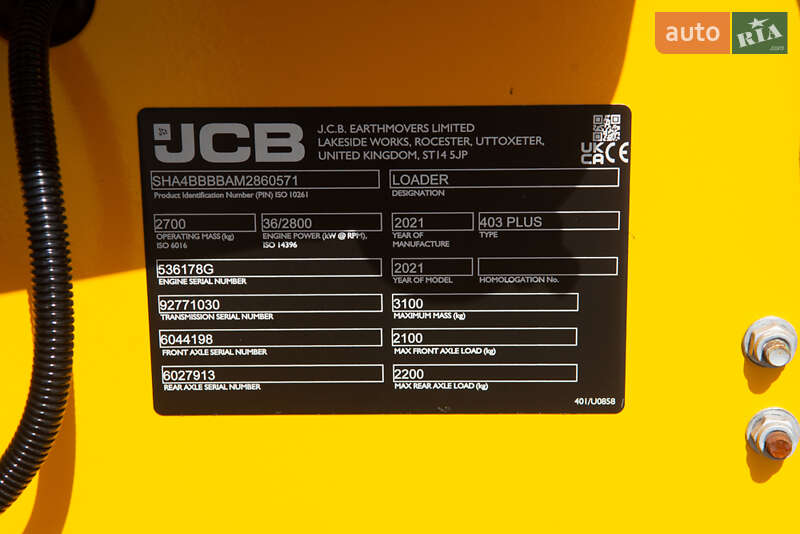 auto RIA .com
JCB
J.C.B. EARTHMOVERS LIMITED
LAKESIDE WORKS, ROCESTER, UTTOXETER,
UNITED KINGDOM, ST14 5JP
UK
CA CE
SHA4BBBBAM2860571
Product Identification Number (PIN) ISO 10261
LOADER
DESIGNATION
2700
OPERATING MASS (kg)
ISO 6016
36/2800
ENGINE POWER (kW @ RPM),
ISO 14396
2021
YEAR OF
MANUFACTURE
403 PLUS
TYPE
536178G
ENGINE SERIAL NUMBER
2021
YEAR OF MODEL
HOMOLOGATION No.
92771030
TRANSMISSION SERIAL NUMBER
3100
MAXIMUM MASS (kg)
6044198
FRONT AXLE SERIAL NUMBER
2100
MAX FRONT AXLE LOAD (kg)
6027913
REAR AXLE SERIAL NUMBER
2200
MAX REAR AXLE LOAD (kg)
401/U0858